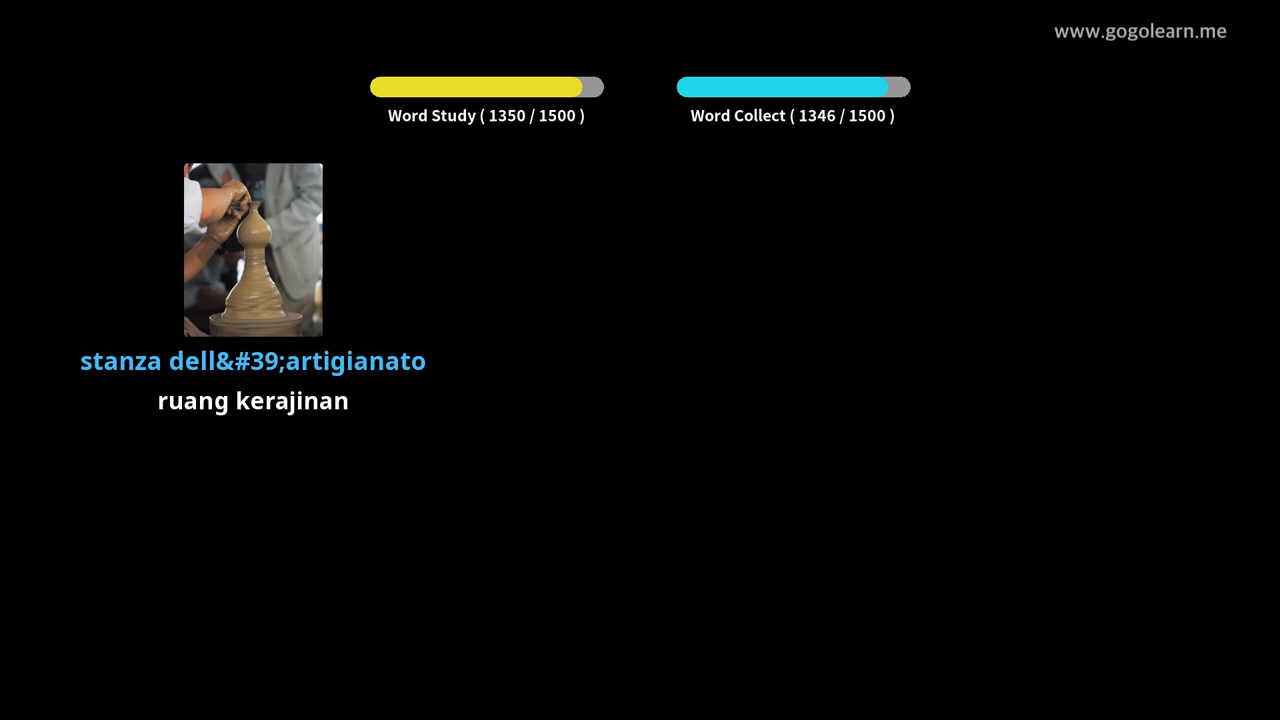 www.gogolearn.me
Word Study ( 1350 / 1500 )
Word Collect ( 1346 / 1500 )
stanza dell&#39;artigianato
ruang kerajinan